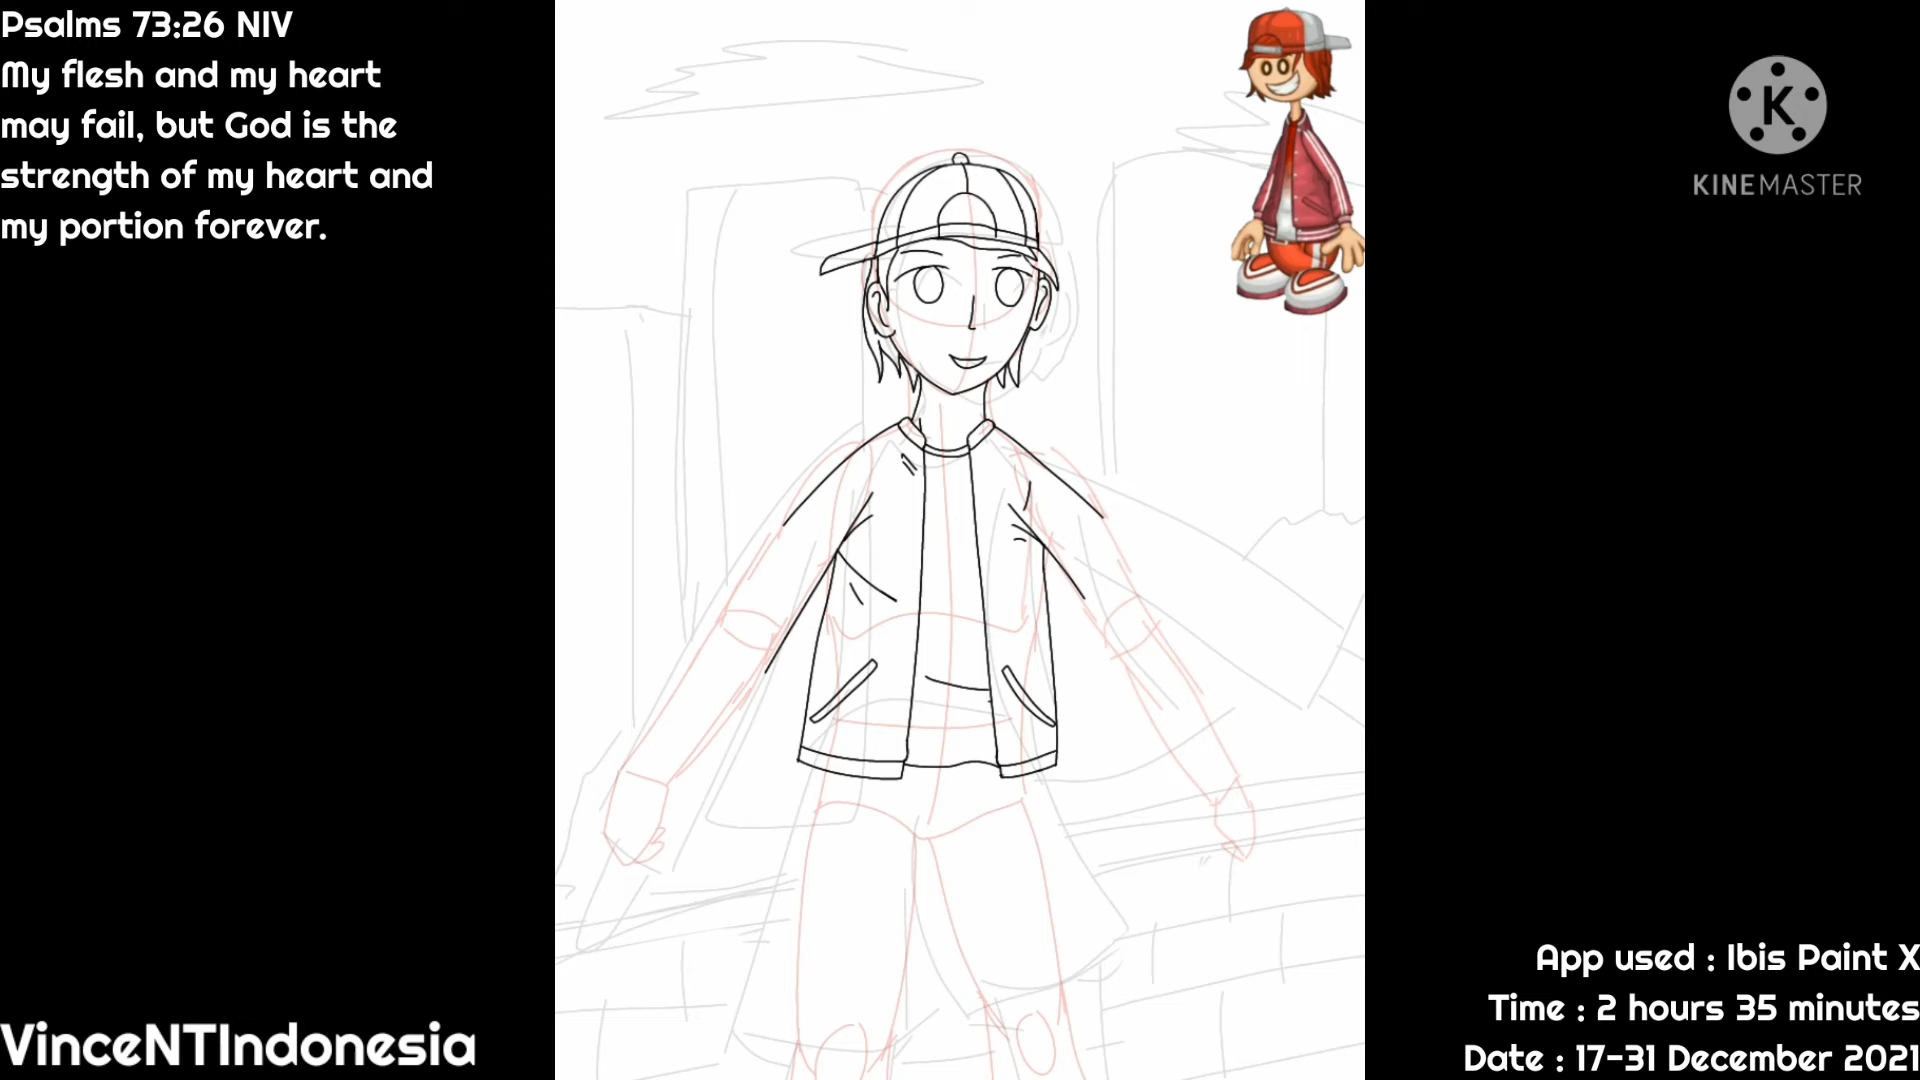 Psalms 73:26 NIV
My flesh and my heart
may fail, but God is the
strength of my heart and
my portion forever.
K
KINEMASTER
VinceNTIndonesia
App used : Ibis Paint X
Time : 2 hours 35 minutes
Date : 17-31 December 2021